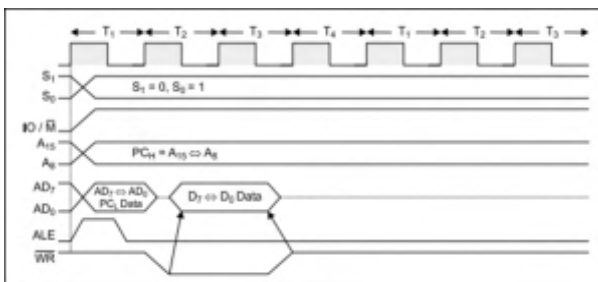 T1 T2 T3 T4 T1 T2 T3
S1
S0
S1 = 0, S0 = 1
IO / M̅
A15
A8
PCH = A15 ⇔ A8
AD7
AD0
AD7 ⇔ AD0
PCL Data
D7 ⇔ D0 Data
ALE
W̅R̅